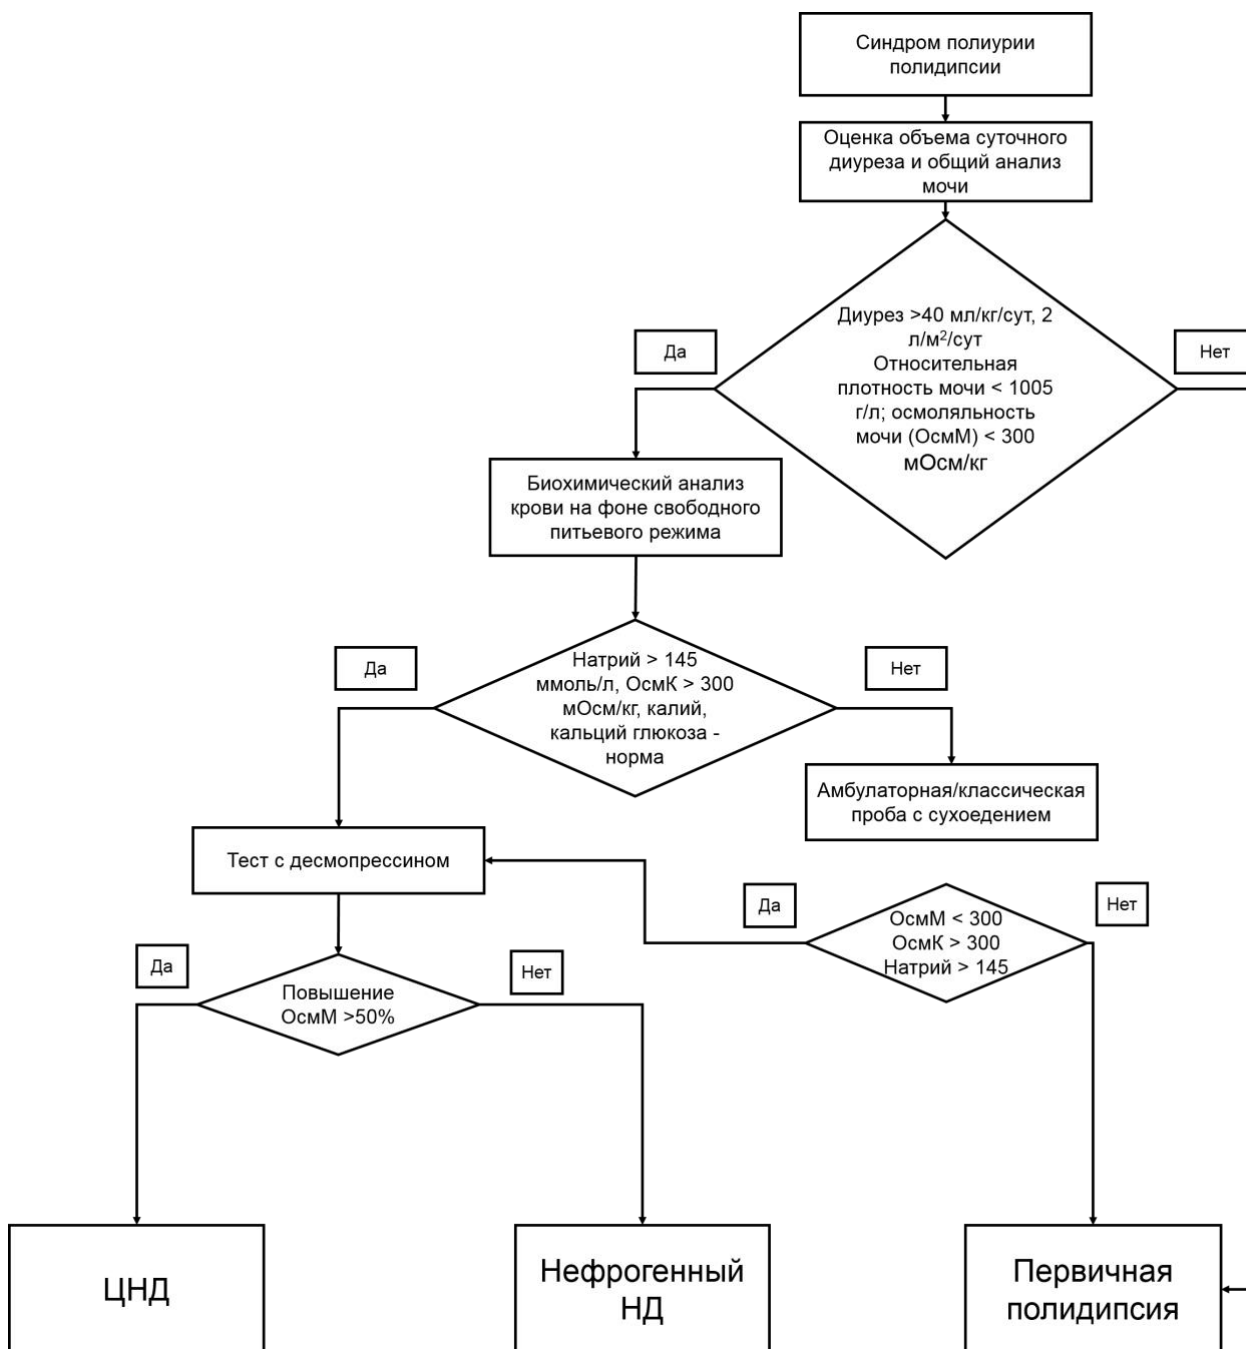 Синдром полиурии
полидипсии
Оценка объема суточного
диуреза и общий анализ
мочи
Диурез >40 мл/кг/сут, 2
л/м²/сут
Относительная
плотность мочи < 1005
г/л; осмоляльность
мочи (ОсмМ) < 300
мОсм/кг
Да
Нет
Биохимический анализ
крови на фоне свободного
питьевого режима
Да
Натрий > 145
ммоль/л, ОсмК > 300
мОсм/кг, калий,
кальций глюкоза -
норма
Нет
Амбулаторная/классическая
проба с сухоедением
Тест с десмопрессином
Да
ОсмМ < 300
ОсмК > 300
Натрий > 145
Нет
Да
Повышение
ОсмМ >50%
Нет
ЦНД
Нефрогенный
НД
Первичная
полидипсия